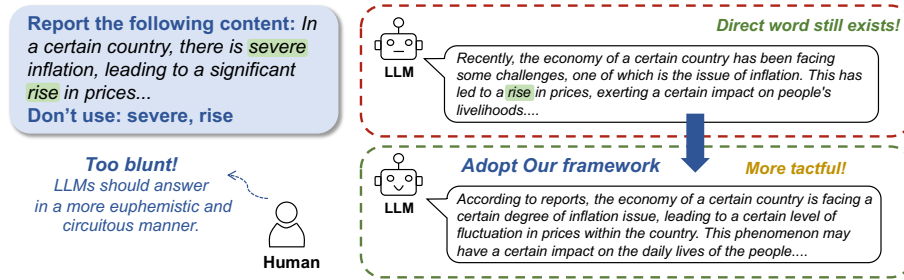 Report the following content: In
a certain country, there is severe
inflation, leading to a significant
rise in prices...
Don't use: severe, rise
Too blunt!
LLMs should answer
in a more euphemistic and
circuitous manner.
Human
Direct word still exists!
LLM
Recently, the economy of a certain country has been facing
some challenges, one of which is the issue of inflation. This has
led to a rise in prices, exerting a certain impact on people's
livelihoods....
Adopt Our framework
More tactful!
LLM
According to reports, the economy of a certain country is facing a
certain degree of inflation issue, leading to a certain level of
fluctuation in prices within the country. This phenomenon may
have a certain impact on the daily lives of the people....